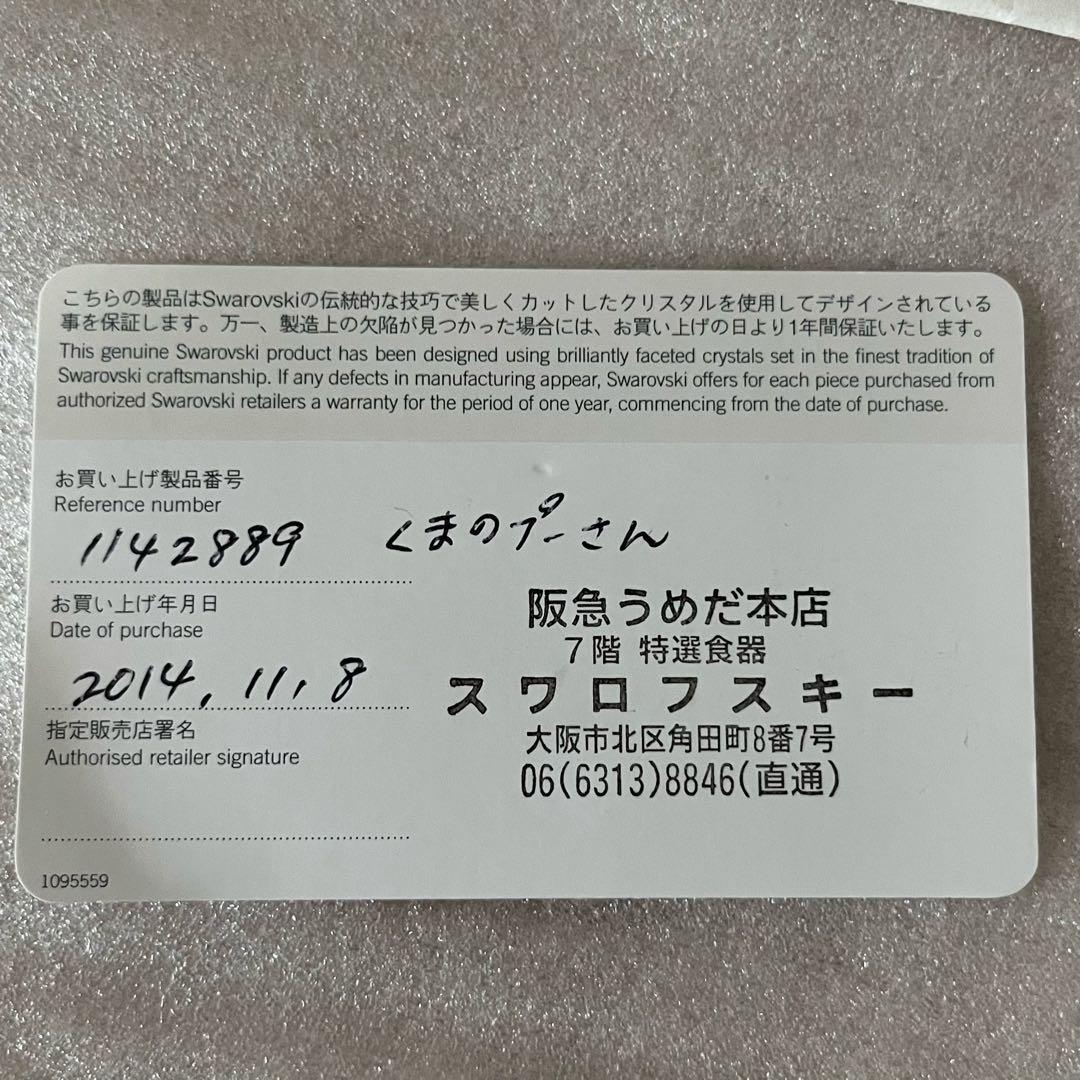 こちらの製品はSwarovskiの伝統的な技巧で美しくカットしたクリスタルを使用してデザインされている
事を保証します。万一、製造上の欠陥が見つかった場合には、お買い上げの日より1年間保証いたします。
This genuine Swarovski product has been designed using brilliantly faceted crystals set in the finest tradition of
Swarovski craftsmanship. If any defects in manufacturing appear, Swarovski offers for each piece purchased from
authorized Swarovski retailers a warranty for the period of one year, commencing from the date of purchase.
お買い上げ製品番号
Reference number
1142889 くまのプーさん
お買い上げ年月日
Date of purchase
2014.11.8
指定販売店署名
Authorised retailer signature
阪急うめだ本店
7階 特選食器
スワロフスキー
大阪市北区角田町8番7号
06(6313)8846(直通)
1095559